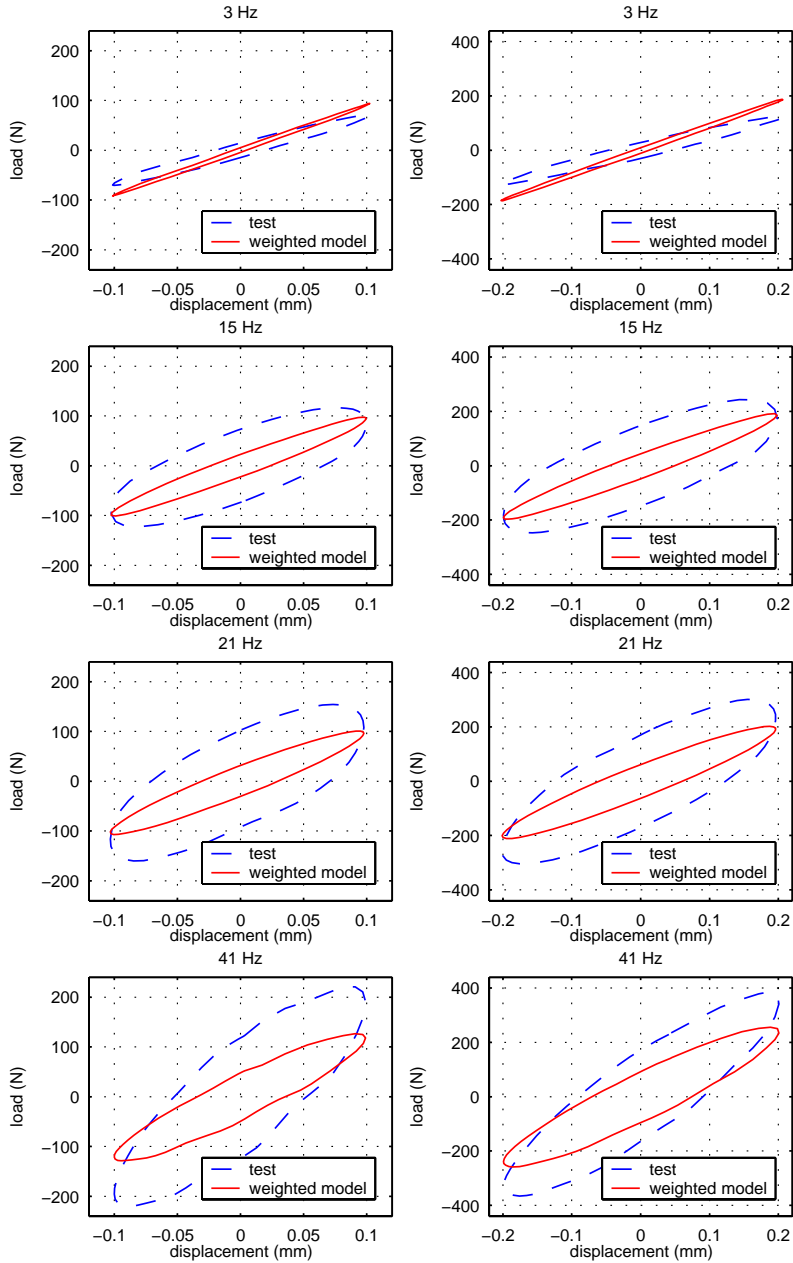 3 Hz
load (N)
200
100
0
−100
−200
test
weighted model
−0.1
−0.05
0
0.05
0.1
displacement (mm)
3 Hz
load (N)
400
200
0
−200
−400
test
weighted model
−0.2
−0.1
0
0.1
0.2
displacement (mm)
15 Hz
load (N)
200
100
0
−100
−200
test
weighted model
−0.1
−0.05
0
0.05
0.1
displacement (mm)
15 Hz
load (N)
400
200
0
−200
−400
test
weighted model
−0.2
−0.1
0
0.1
0.2
displacement (mm)
21 Hz
load (N)
200
100
0
−100
−200
test
weighted model
−0.1
−0.05
0
0.05
0.1
displacement (mm)
21 Hz
load (N)
400
200
0
−200
−400
test
weighted model
−0.2
−0.1
0
0.1
0.2
displacement (mm)
41 Hz
load (N)
200
100
0
−100
−200
test
weighted model
−0.1
−0.05
0
0.05
0.1
displacement (mm)
41 Hz
load (N)
400
200
0
−200
−400
test
weighted model
−0.2
−0.1
0
0.1
0.2
displacement (mm)